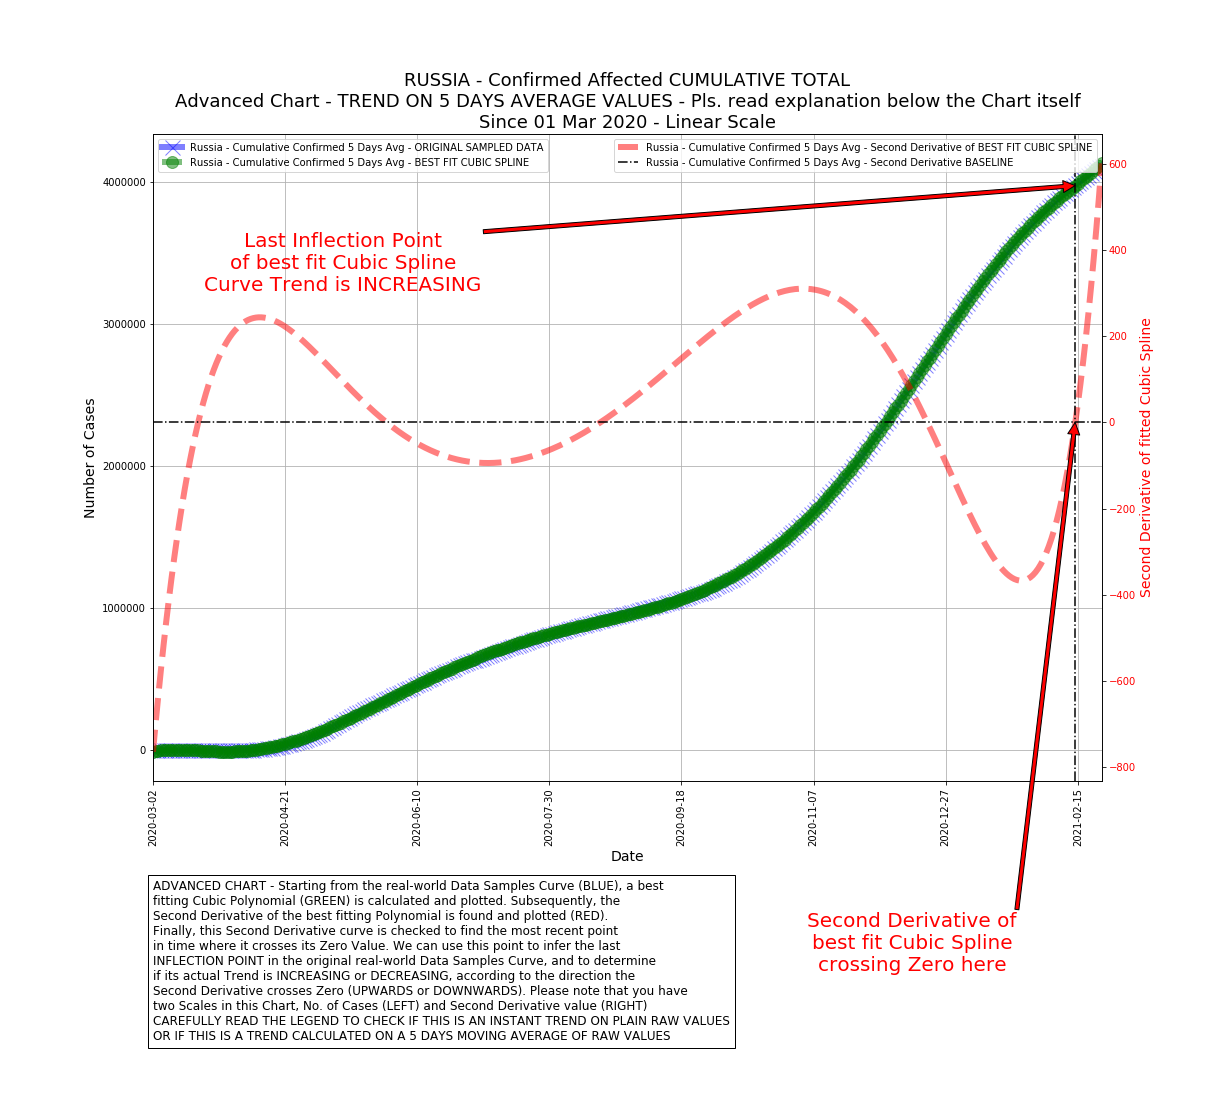 RUSSIA - Confirmed Affected CUMULATIVE TOTAL
Advanced Chart - TREND ON 5 DAYS AVERAGE VALUES - Pls. read explanation below the Chart itself
Since 01 Mar 2020 - Linear Scale
Russia - Cumulative Confirmed 5 Days Avg - ORIGINAL SAMPLED DATA
Russia - Cumulative Confirmed 5 Days Avg - BEST FIT CUBIC SPLINE
Russia - Cumulative Confirmed 5 Days Avg - Second Derivative of BEST FIT CUBIC SPLINE
Russia - Cumulative Confirmed 5 Days Avg - Second Derivative BASELINE
Last Inflection Point
of best fit Cubic Spline
Curve Trend is INCREASING
Number of Cases
4000000
3000000
2000000
1000000
0
600
400
200
0
−200
−400
−600
−800
Second Derivative of fitted Cubic Spline
2020-03-02
2020-04-21
2020-06-10
2020-07-30
2020-09-18
2020-11-07
2020-12-27
2021-02-15
Date
ADVANCED CHART - Starting from the real-world Data Samples Curve (BLUE), a best
fitting Cubic Polynomial (GREEN) is calculated and plotted. Subsequently, the
Second Derivative of the best fitting Polynomial is found and plotted (RED).
Finally, this Second Derivative curve is checked to find the most recent point
in time where it crosses its Zero Value. We can use this point to infer the last
INFLECTION POINT in the original real-world Data Samples Curve, and to determine
if its actual Trend is INCREASING or DECREASING, according to the direction the
Second Derivative crosses Zero (UPWARDS or DOWNWARDS). Please note that you have
two Scales in this Chart, No. of Cases (LEFT) and Second Derivative value (RIGHT)
CAREFULLY READ THE LEGEND TO CHECK IF THIS IS AN INSTANT TREND ON PLAIN RAW VALUES
OR IF THIS IS A TREND CALCULATED ON A 5 DAYS MOVING AVERAGE OF RAW VALUES
Second Derivative of
best fit Cubic Spline
crossing Zero here